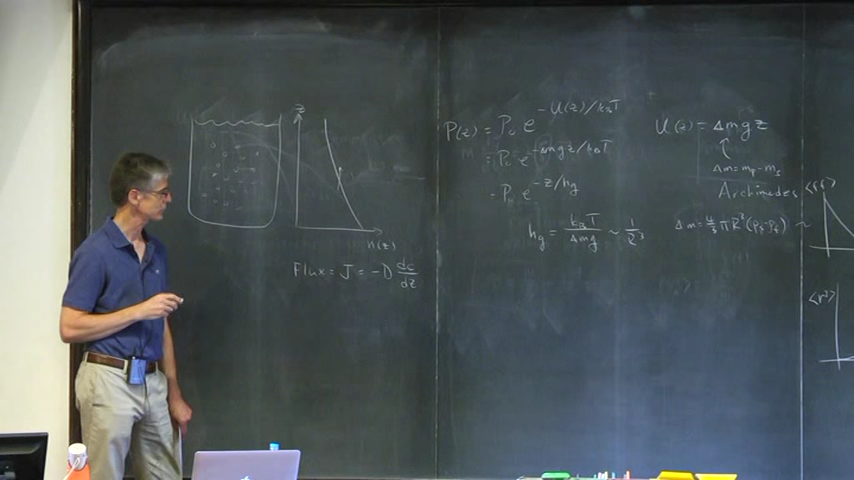 z
n(z)
Flux = J = -D dc/dz
P(z) = P₀ e^(-U(z)/k_BT)
= P₀ e^(-Δmgz/k_BT)
= P₀ e^(-z/h_g)
h_g = k_BT/Δmg ~ 1/R³
U(z) = Δmgz
Δm = m_p - m_s
Archimedes
Δm = 4/3 πR³(ρ_p-ρ_s) ~
<r²>